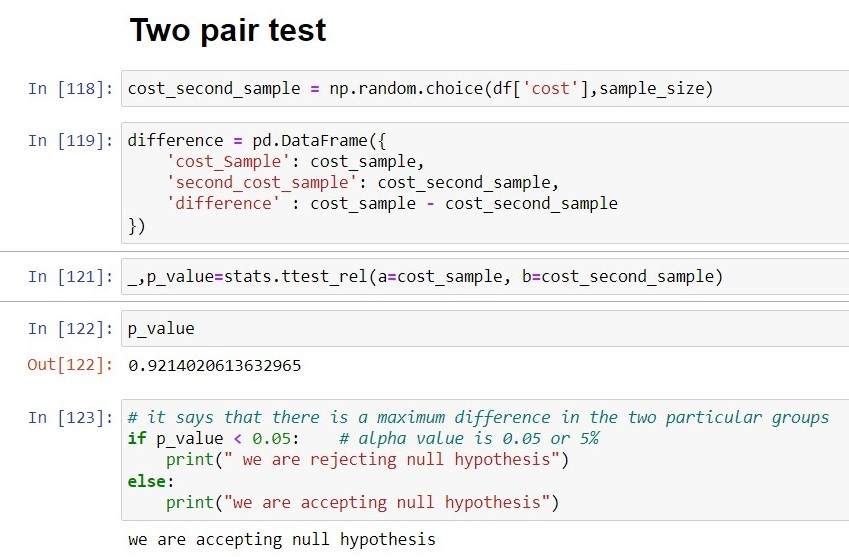 Two pair test
In [118]: cost_second_sample = np.random.choice(df['cost'],sample_size)
In [119]: difference = pd.DataFrame({
'cost_Sample': cost_sample,
'second_cost_sample': cost_second_sample,
'difference' : cost_sample - cost_second_sample
})
In [121]: _,p_value=stats.ttest_rel(a=cost_sample, b=cost_second_sample)
In [122]: p_value
Out[122]: 0.9214020613632965
In [123]: # it says that there is a maximum difference in the two particular groups
if p_value < 0.05:    # alpha value is 0.05 or 5%
print(" we are rejecting null hypothesis")
else:
print("we are accepting null hypothesis")
we are accepting null hypothesis